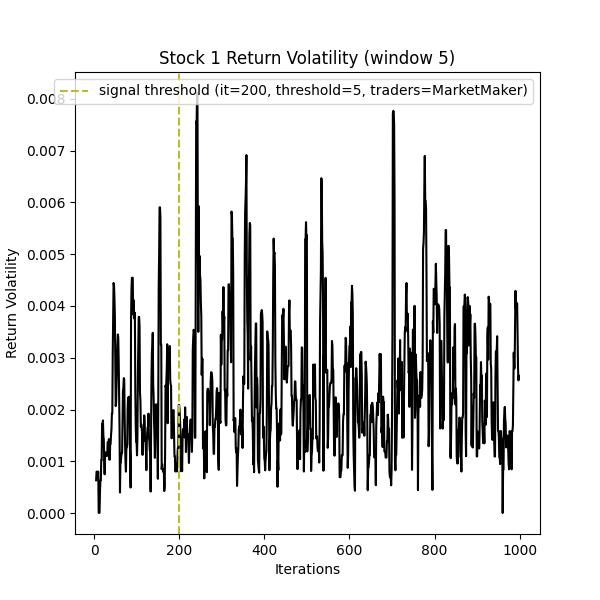 Stock 1 Return Volatility (window 5)
signal threshold (it=200, threshold=5, traders=MarketMaker)
0.008
0.007
0.006
0.005
0.004
0.003
0.002
0.001
0.000
Return Volatility
0 200 400 600 800 1000
Iterations